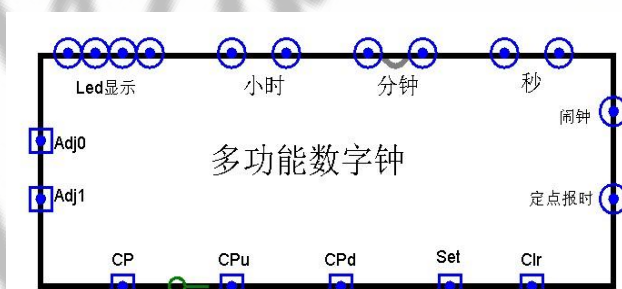 Led显示 小时 分钟 秒
闹钟
Adj0
多功能数字钟
Adj1 定点报时
CP CPu CPd Set Clr